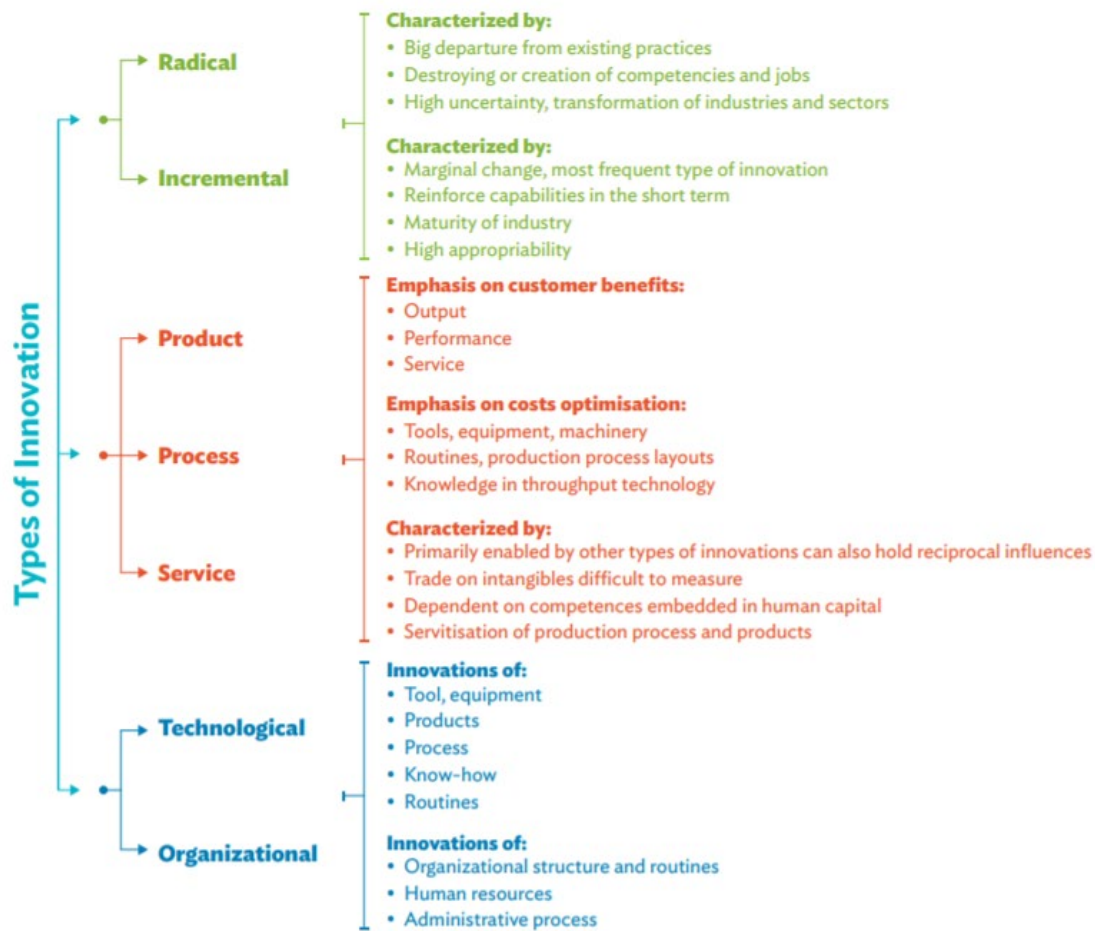 Types of Innovation
Radical
Incremental
Characterized by:
• Big departure from existing practices
• Destroying or creation of competencies and jobs
• High uncertainty, transformation of industries and sectors
Characterized by:
• Marginal change, most frequent type of innovation
• Reinforce capabilities in the short term
• Maturity of industry
• High appropriability
Product
Process
Service
Emphasis on customer benefits:
• Output
• Performance
• Service
Emphasis on costs optimisation:
• Tools, equipment, machinery
• Routines, production process layouts
• Knowledge in throughput technology
Characterized by:
• Primarily enabled by other types of innovations can also hold reciprocal influences
• Trade on intangibles difficult to measure
• Dependent on competences embedded in human capital
• Servitisation of production process and products
Technological
Organizational
Innovations of:
• Tool, equipment
• Products
• Process
• Know-how
• Routines
Innovations of:
• Organizational structure and routines
• Human resources
• Administrative process